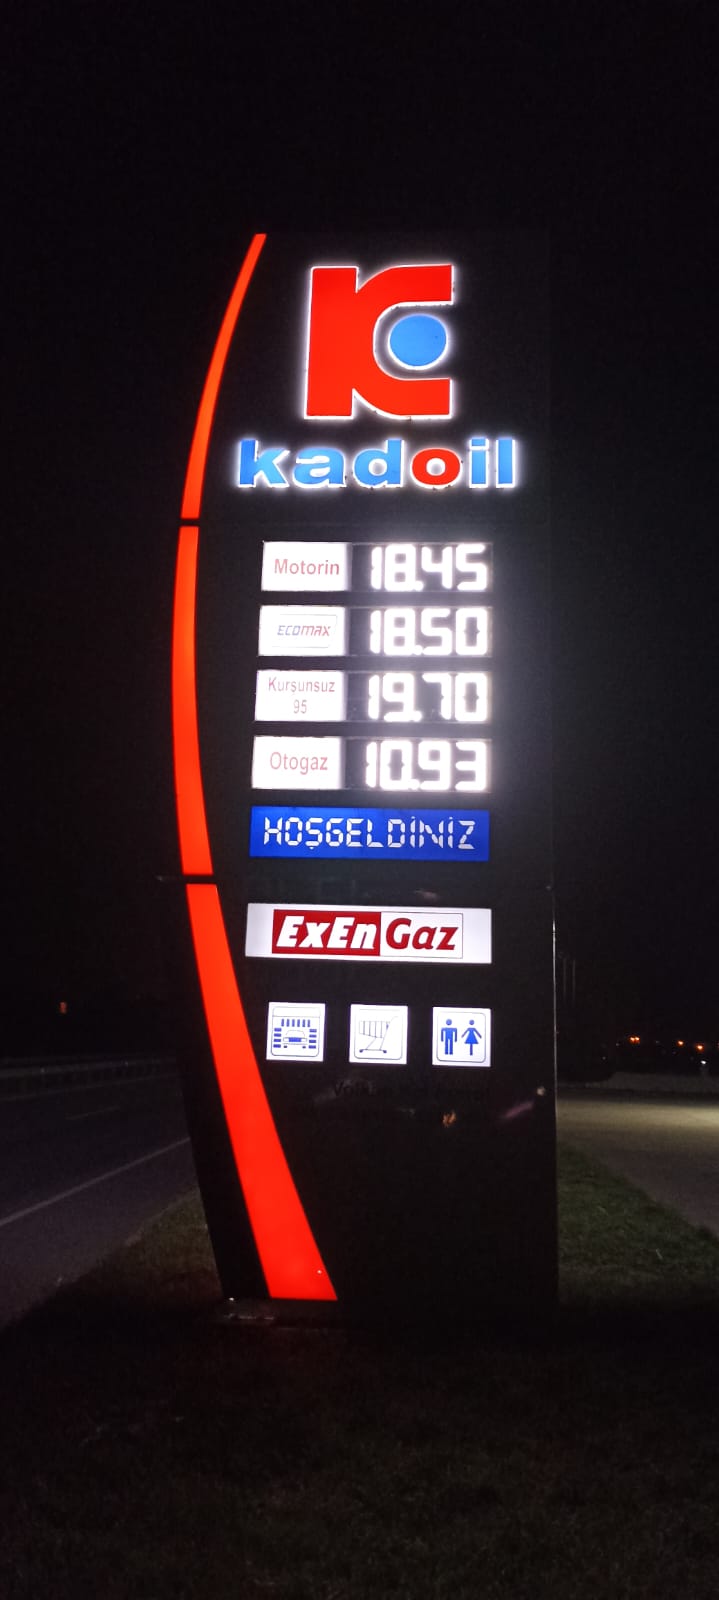 kadoil
Motorin 18.45
ECOMAX 18.50
Kurşunsuz 95 19.70
Otogaz 10.93
HOŞGELDİNİZ
ExEnGaz